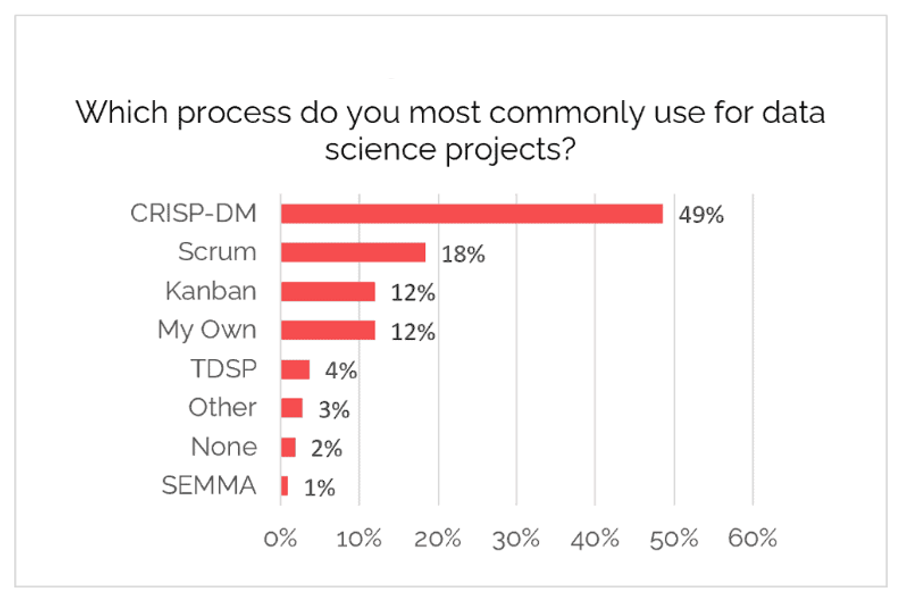 Which process do you most commonly use for data
science projects?
CRISP-DM 49%
Scrum 18%
Kanban 12%
My Own 12%
TDSP 4%
Other 3%
None 2%
SEMMA 1%
0% 10% 20% 30% 40% 50% 60%